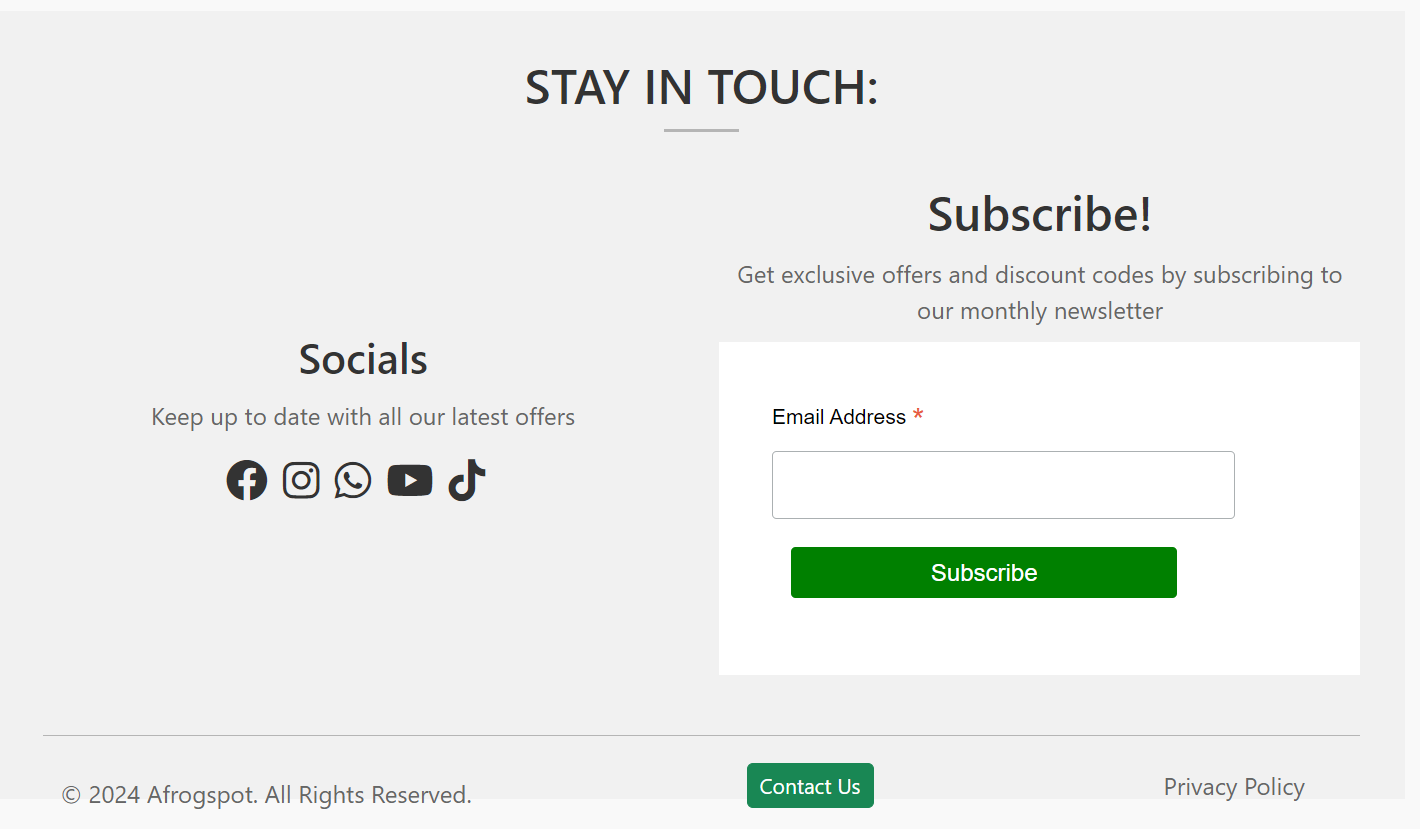 STAY IN TOUCH:
Socials
Keep up to date with all our latest offers
Subscribe!
Get exclusive offers and discount codes by subscribing to
our monthly newsletter
Email Address *
Subscribe
© 2024 Afrogspot. All Rights Reserved.
Contact Us
Privacy Policy